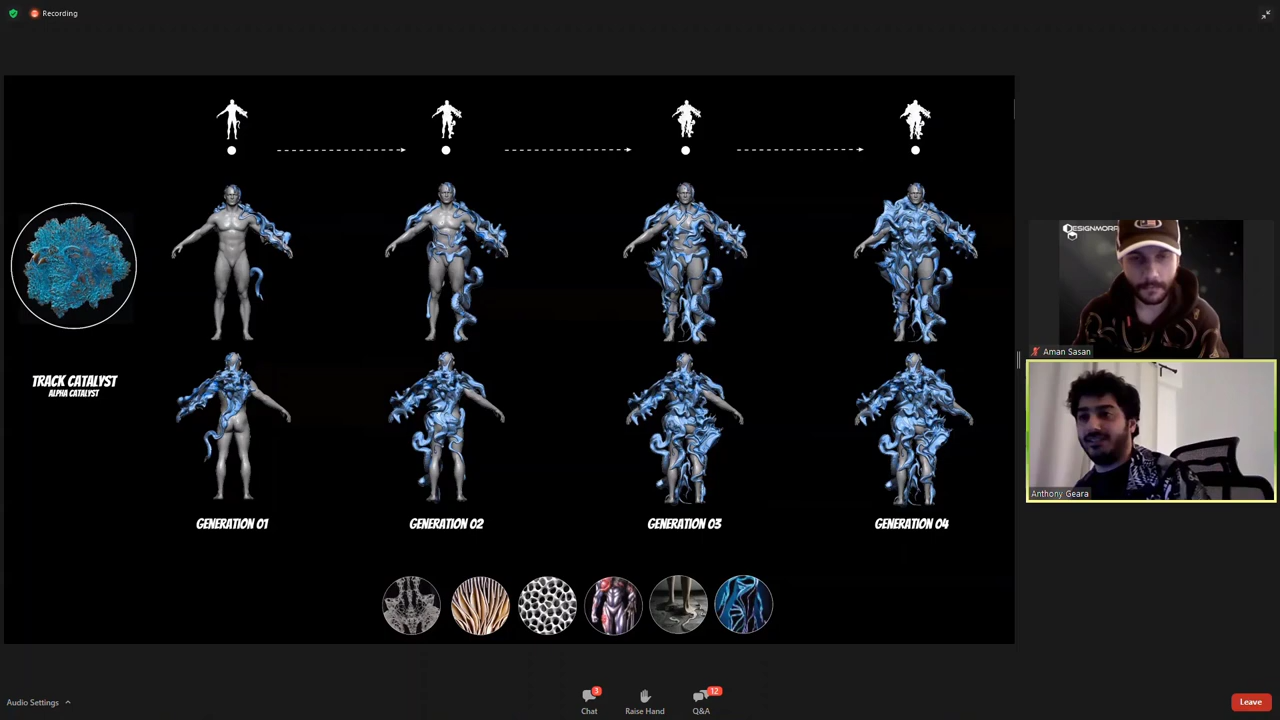 Recording
TRACK CATALYST
ALPHA CATALYST
GENERATION 01
GENERATION 02
GENERATION 03
GENERATION 04
Aman Sasan
Anthony Geara
Audio Settings
3
Chat
Raise Hand
12
Q&A
Leave